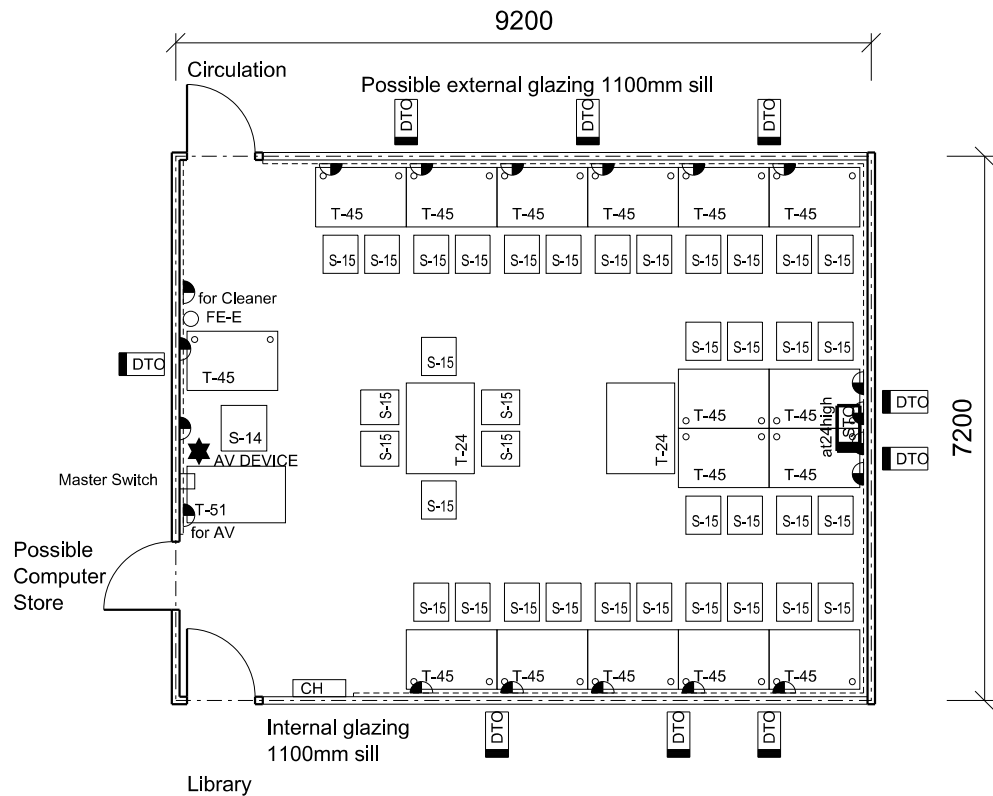 9200
Circulation
Possible external glazing 1100mm sill
DTO DTO DTO
T-45 T-45 T-45 T-45 T-45 T-45
S-15 S-15 S-15 S-15 S-15 S-15 S-15 S-15 S-15 S-15 S-15 S-15
for Cleaner
FE-E
S-15 S-15 S-15 S-15
S-15
DTO
T-45
S-15 S-15
T-45 T-45
DTO
S-14
S-15 S-15
T-24
T-24
at24high
STO
7200
AV DEVICE
T-45 T-45
DTO
Master Switch
S-15
T-51
for AV
S-15 S-15 S-15 S-15
Possible
Computer
Store
S-15 S-15 S-15 S-15 S-15 S-15 S-15 S-15 S-15 S-15
T-45 T-45 T-45 T-45 T-45
CH
Internal glazing
1100mm sill
DTO DTO DTO
Library